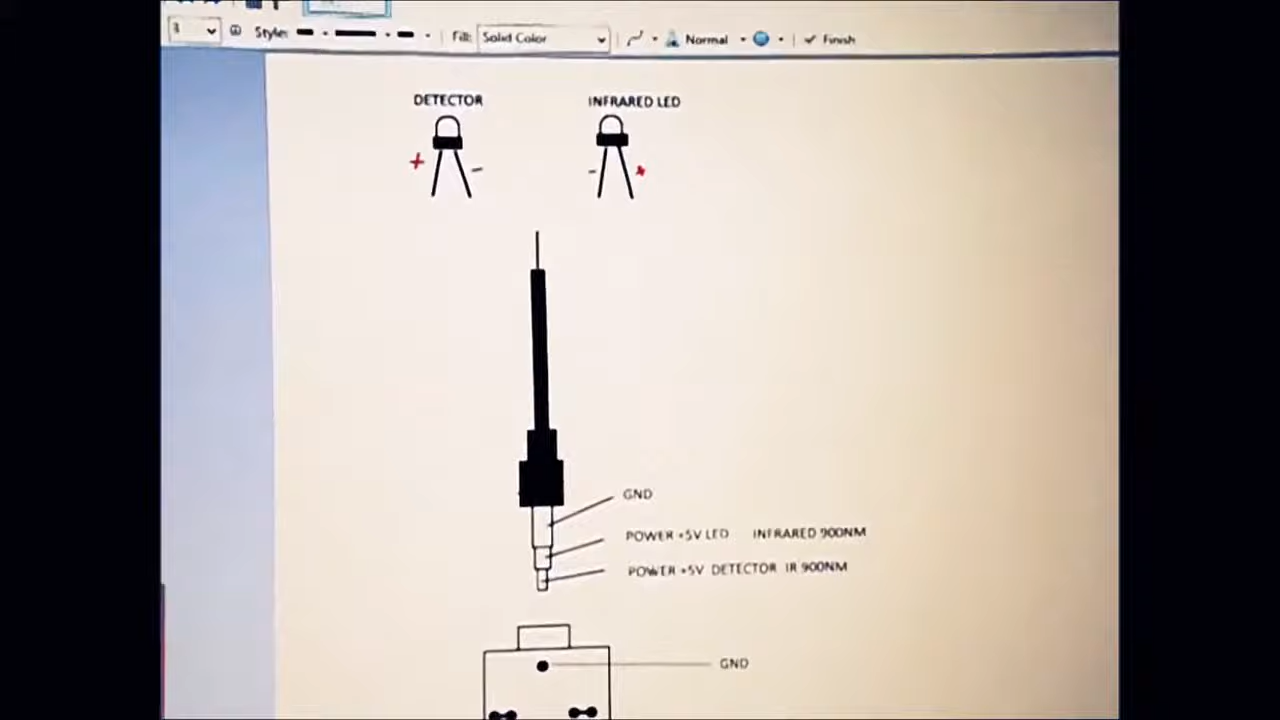 3 Style: Fill: Solid Color Normal Finish
DETECTOR INFRARED LED
+ - - +
GND
POWER +5V LED INFRARED 900NM
POWER +5V DETECTOR IR 900NM
GND